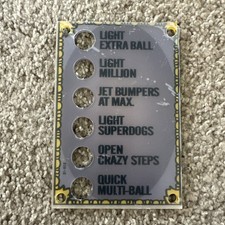 LIGHT
EXTRA BALL
LIGHT
MILLION
JET BUMPERS
AT MAX.
LIGHT
SUPERDOGS
OPEN
CRAZY STEPS
QUICK
MULTI-BALL